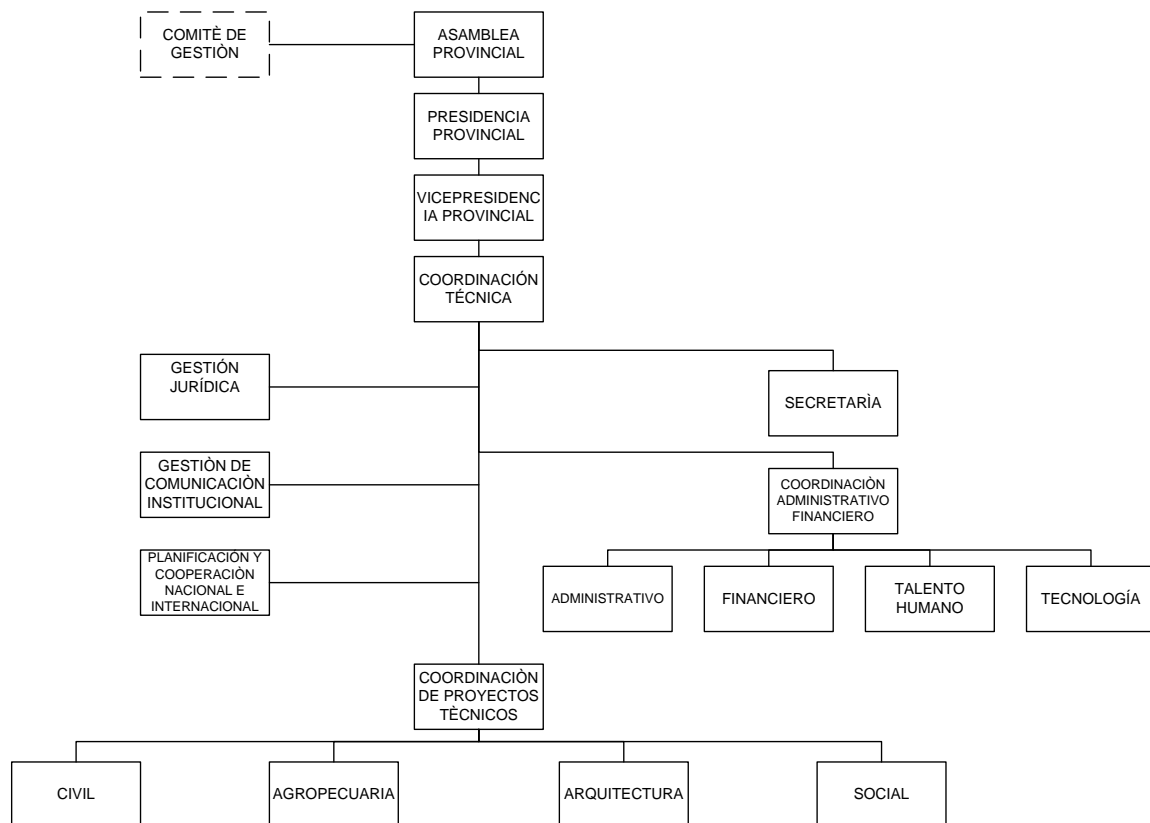 COMITÈ DE
GESTIÒN
ASAMBLEA
PROVINCIAL
PRESIDENCIA
PROVINCIAL
VICEPRESIDENC
IA PROVINCIAL
COORDINACIÓN
TÉCNICA
GESTIÓN
JURÍDICA
SECRETARÌA
GESTIÒN DE
COMUNICACIÒN
INSTITUCIONAL
COORDINACIÒN
ADMINISTRATIVO
FINANCIERO
PLANIFICACIÒN Y
COOPERACIÒN
NACIONAL E
INTERNACIONAL
ADMINISTRATIVO
FINANCIERO
TALENTO
HUMANO
TECNOLOGÍA
COORDINACIÒN
DE PROYECTOS
TÈCNICOS
CIVIL
AGROPECUARIA
ARQUITECTURA
SOCIAL